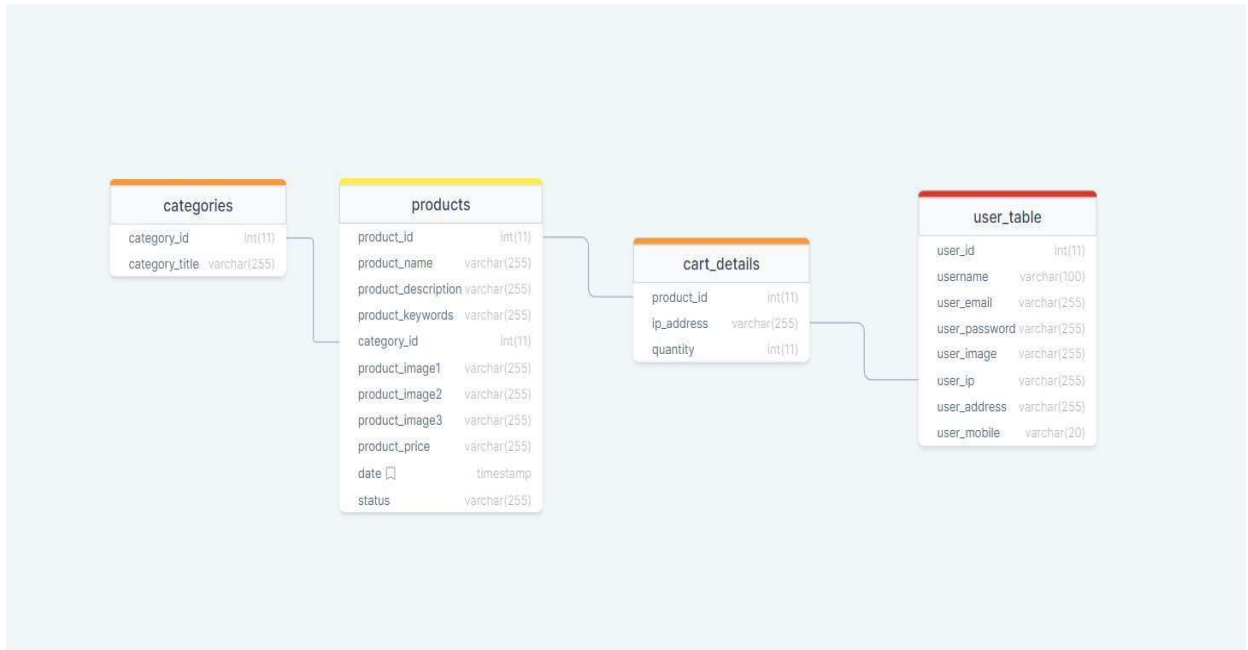 categories
category_id int(11)
category_title varchar(255)
products
product_id int(11)
product_name varchar(255)
product_description varchar(255)
product_keywords varchar(255)
category_id int(11)
product_image1 varchar(255)
product_image2 varchar(255)
product_image3 varchar(255)
product_price varchar(255)
date timestamp
status varchar(255)
cart_details
product_id int(11)
ip_address varchar(255)
quantity int(11)
user_table
user_id int(11)
username varchar(100)
user_email varchar(255)
user_password varchar(255)
user_image varchar(255)
user_ip varchar(255)
user_address varchar(255)
user_mobile varchar(20)